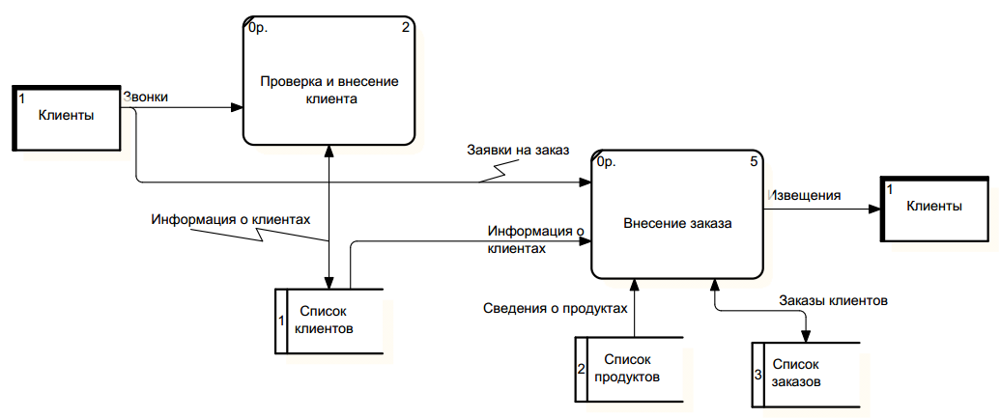 0р.
2
Проверка и внесение
клиента
1
Клиенты
Звонки
Заявки на заказ
0р.
5
Внесение заказа
Извещения
1
Клиенты
Информация о клиентах
Информация о
клиентах
1
Список
клиентов
Сведения о продуктах
Заказы клиентов
2
Список
продуктов
3
Список
заказов